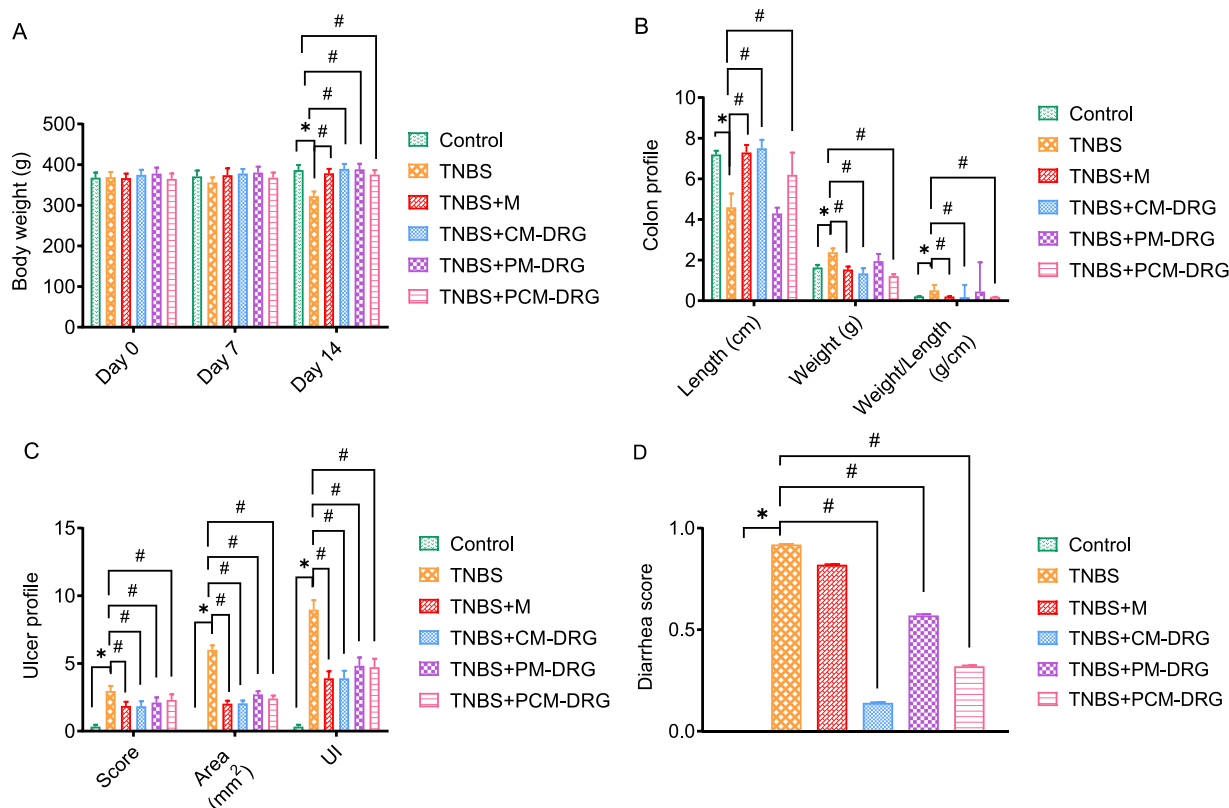 A
#
#
#
*
#
Body weight (g)
500
400
300
200
100
0
Day 0
Day 7
Day 14
Control
TNBS
TNBS+M
TNBS+CM-DRG
TNBS+PM-DRG
TNBS+PCM-DRG
B
#
#
*
#
#
#
*
#
#
#
*
#
Colon profile
10
8
6
4
2
0
Length (cm)
Weight (g)
Weight/Length
(g/cm)
Control
TNBS
TNBS+M
TNBS+CM-DRG
TNBS+PM-DRG
TNBS+PCM-DRG
C
#
#
#
*
#
#
#
#
*
#
#
#
#
*
#
Ulcer profile
15
10
5
0
Score
Area
(mm²)
UI
Control
TNBS
TNBS+M
TNBS+CM-DRG
TNBS+PM-DRG
TNBS+PCM-DRG
D
#
#
*
#
Diarrhea score
1.0
0.5
0.0
Control
TNBS
TNBS+M
TNBS+CM-DRG
TNBS+PM-DRG
TNBS+PCM-DRG